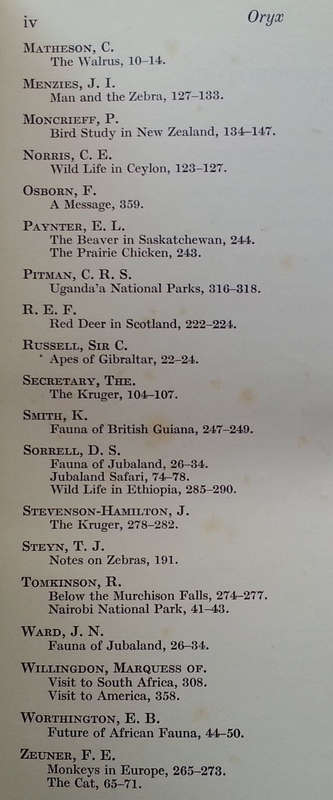 iv Oryx
MATHESON, C.
The Walrus, 10–14.
MENZIES, J. I.
Man and the Zebra, 127–133.
MONCRIEFF, P.
Bird Study in New Zealand, 134–147.
NORRIS, C. E.
Wild Life in Ceylon, 123–127.
OSBORN, F.
A Message, 359.
PAYNTER, E. L.
The Beaver in Saskatchewan, 244.
The Prairie Chicken, 243.
PITMAN, C. R. S.
Uganda'a National Parks, 316–318.
R. E. F.
Red Deer in Scotland, 222–224.
RUSSELL, SIR C.
Apes of Gibraltar, 22–24.
SECRETARY, THE.
The Kruger, 104–107.
SMITH, K.
Fauna of British Guiana, 247–249.
SORRELL, D. S.
Fauna of Jubaland, 26–34.
Jubaland Safari, 74–78.
Wild Life in Ethiopia, 285–290.
STEVENSON-HAMILTON, J.
The Kruger, 278–282.
STEYN, T. J.
Notes on Zebras, 191.
TOMKINSON, R.
Below the Murchison Falls, 274–277.
Nairobi National Park, 41–43.
WARD, J. N.
Fauna of Jubaland, 26–34.
WILLINGDON, MARQUESS OF.
Visit to South Africa, 308.
Visit to America, 358.
WORTHINGTON, E. B.
Future of African Fauna, 44–50.
ZEUNER, F. E.
Monkeys in Europe, 265–273.
The Cat, 65–71.